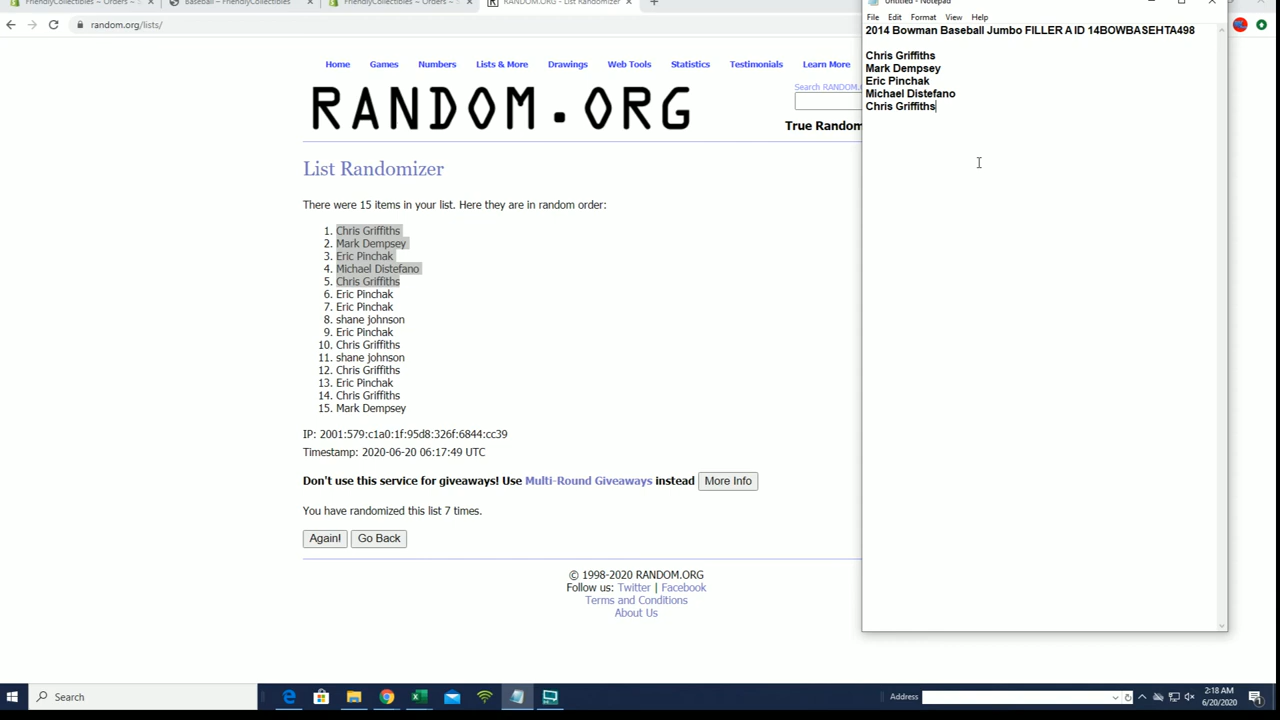 FriendlyCollectibles ~ Orders ~ S
Baseball – FriendlyCollectibles
FriendlyCollectibles ~ Orders ~
RANDOM.ORG - List Randomizer
random.org/lists/
Home Games Numbers Lists & More Drawings Web Tools Statistics Testimonials Learn More
Search RANDOM.
RANDOM.ORG
True Random
List Randomizer
There were 15 items in your list. Here they are in random order:
1. Chris Griffiths
2. Mark Dempsey
3. Eric Pinchak
4. Michael Distefano
5. Chris Griffiths
6. Eric Pinchak
7. Eric Pinchak
8. shane johnson
9. Eric Pinchak
10. Chris Griffiths
11. shane johnson
12. Chris Griffiths
13. Eric Pinchak
14. Chris Griffiths
15. Mark Dempsey
IP: 2001:579:c1a0:1f:95d8:326f:6844:cc39
Timestamp: 2020-06-20 06:17:49 UTC
Don't use this service for giveaways! Use Multi-Round Giveaways instead More Info
You have randomized this list 7 times.
Again! Go Back
© 1998-2020 RANDOM.ORG
Follow us: Twitter | Facebook
Terms and Conditions
About Us
Untitled - Notepad
File Edit Format View Help
2014 Bowman Baseball Jumbo FILLER A ID 14BOWBASEHTA498
Chris Griffiths
Mark Dempsey
Eric Pinchak
Michael Distefano
Chris Griffiths
Search
Address
2:18 AM
6/20/2020